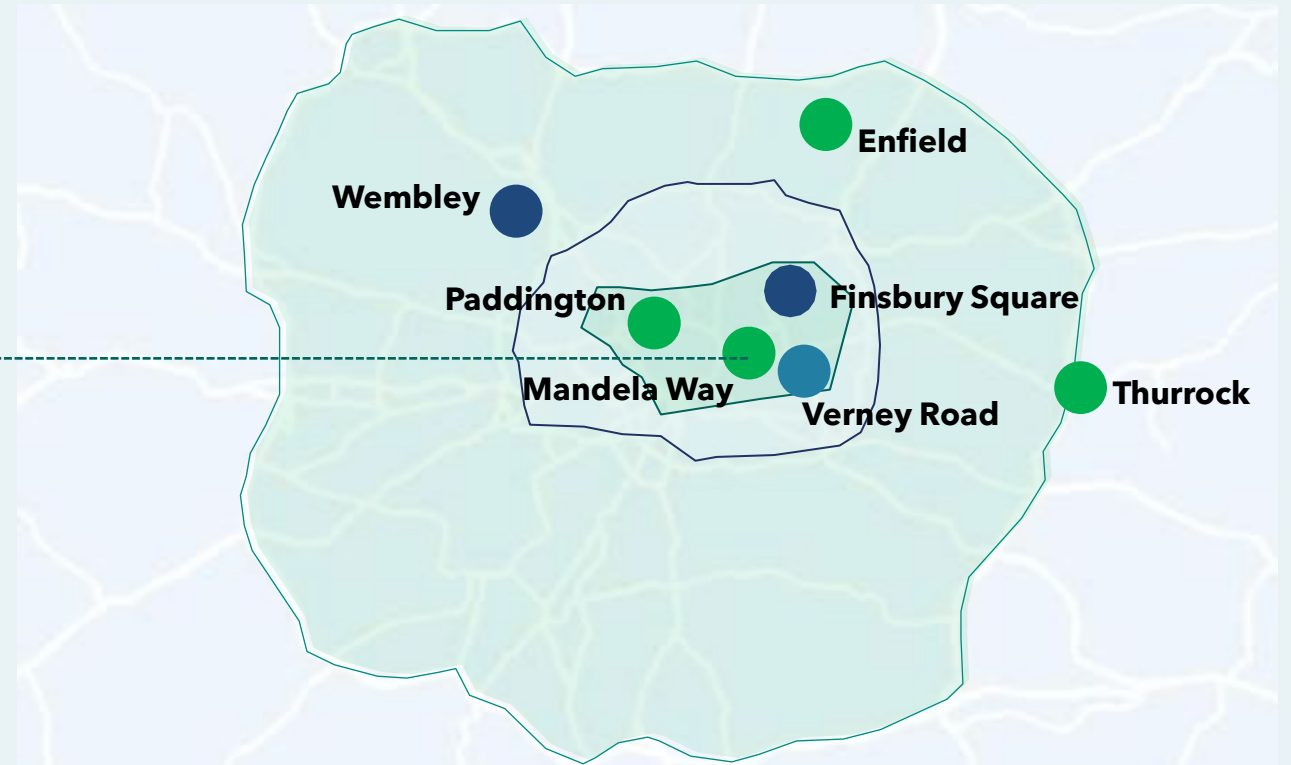 Enfield
Wembley
Paddington
Finsbury Square
Mandela Way
Thurrock
Verney Road